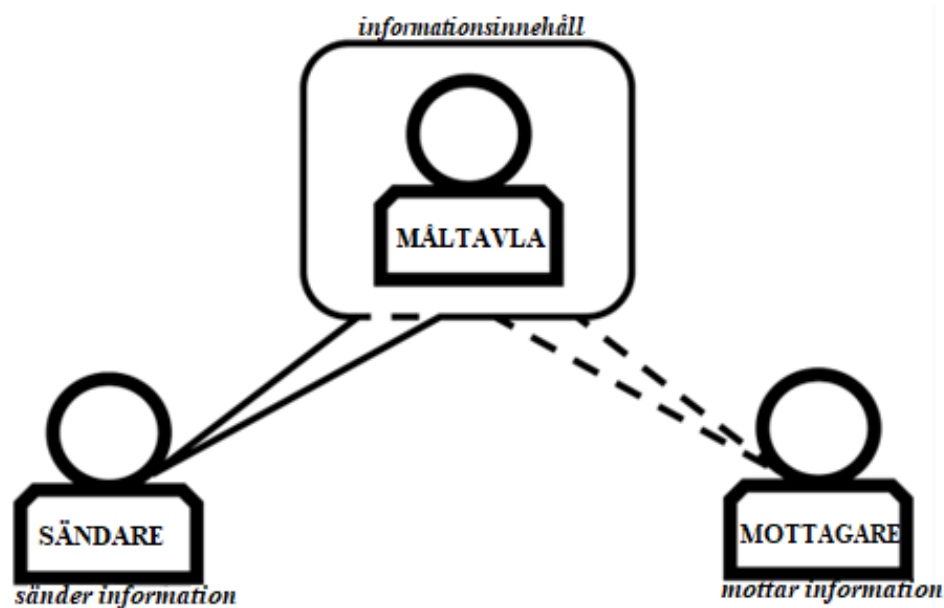 informationsinnehåll
MÅLTAVLA
SÄNDARE
MOTTAGARE
sänder information
mottar information